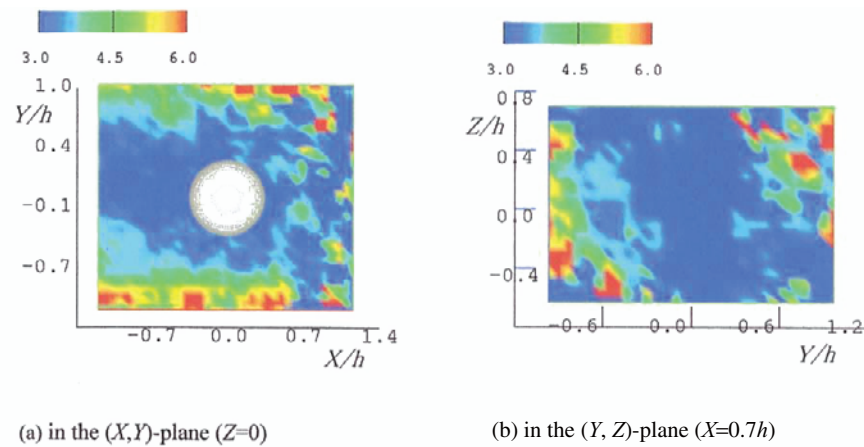 3.0 4.5 6.0
1.0
Y/h
0.4
−0.1
−0.7
−0.7 0.0 0.7 1.4
X/h
(a) in the (X,Y)-plane (Z=0)
3.0 4.5 6.0
0.8
Z/h
0.4
0.0
−0.4
−0.6 0.0 0.6 1.2
Y/h
(b) in the (Y, Z)-plane (X=0.7h)